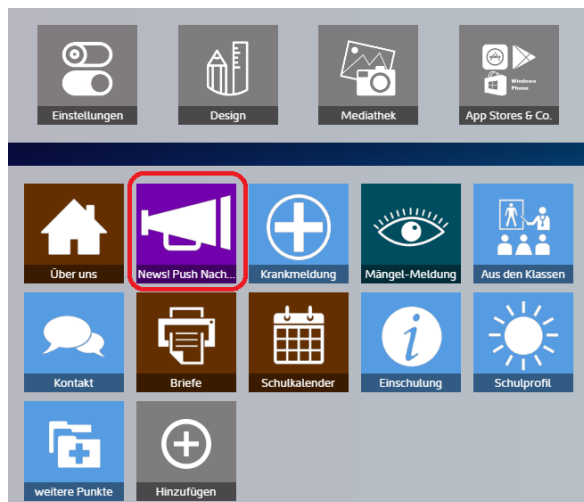 Windows
Phone
Einstellungen
Design
Mediathek
App Stores & Co.
Über uns
News! Push Nach...
Krankmeldung
Mängel-Meldung
Aus den Klassen
Kontakt
Briefe
Schulkalender
Einschulung
Schulprofil
weitere Punkte
Hinzufügen